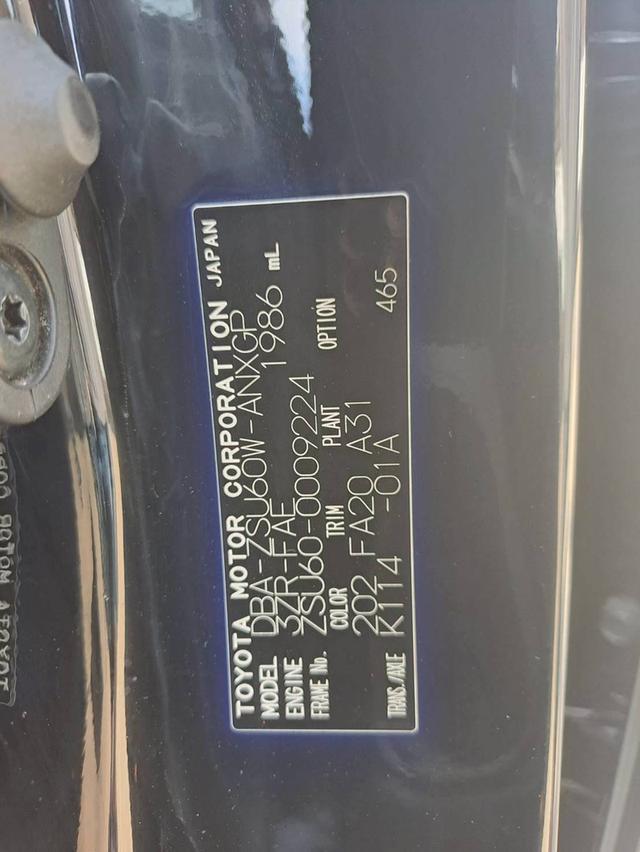 TOYOTA MOTOR CORPORATION JAPAN
MODEL DBA-ZSU60W-ANXGP
ENGINE 3ZR-FAE 1986 mL
FRAME No. ZSU60-0009224
COLOR TRIM PLANT OPTION
202 FA20 A31
TRANS./AXLE K114 -01A 465